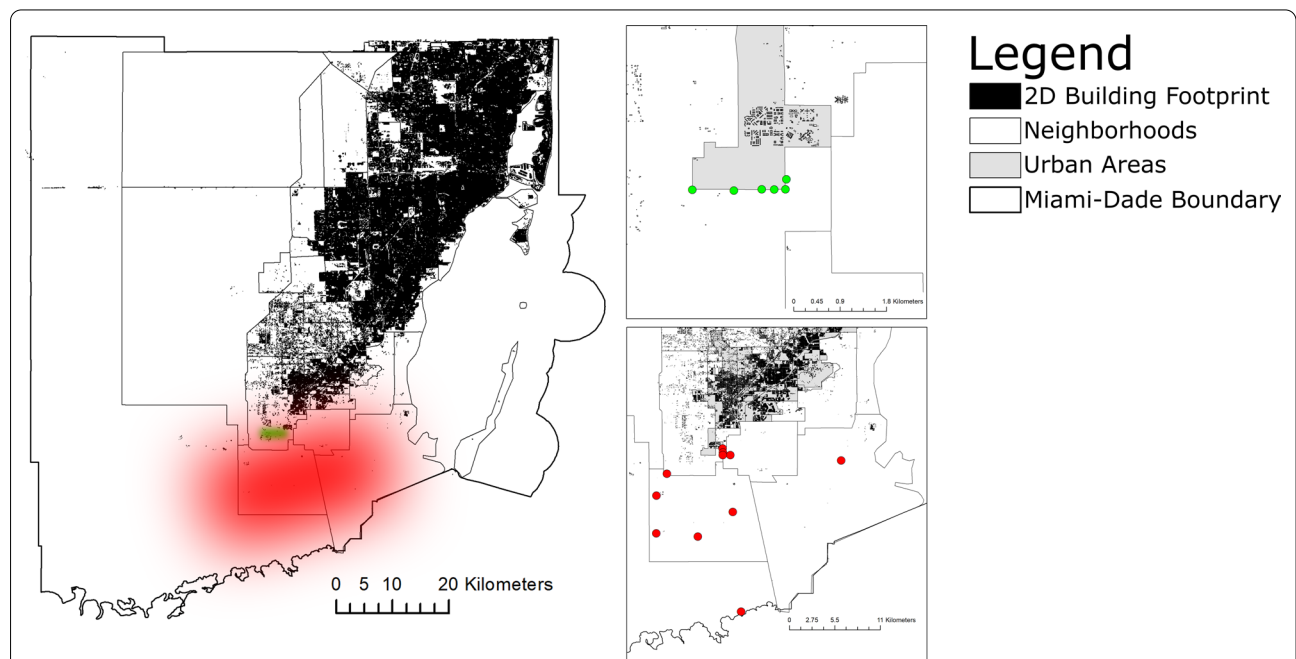 Legend
2D Building Footprint
Neighborhoods
Urban Areas
Miami-Dade Boundary
0 0.45 0.9 1.8 Kilometers
0 5 10 20 Kilometers
0 2.75 5.5 11 Kilometers